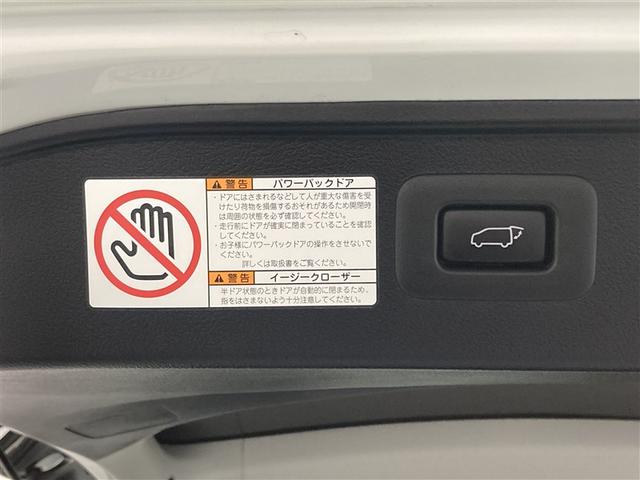 警告 パワーバックドア
・ドアにはさまれるなどして人が重大な傷害を受
けたり荷物を損傷するおそれがあるため開閉時
は周囲の状態を必ず確認してください。
・走行前にドアが確実に閉まっていることを確認
してください。
・お子様にパワーバックドアの操作をさせないで
ください。
詳しくは取扱書をご覧ください。
警告 イージークローザー
半ドア状態のときドアが自動的に閉まるため、
指をはさまないよう十分注意してください。